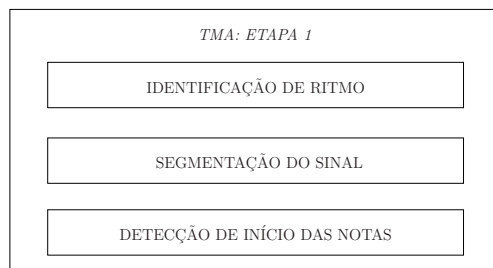 TMA: ETAPA 1
IDENTIFICAÇÃO DE RITMO
SEGMENTAÇÃO DO SINAL
DETECÇÃO DE INÍCIO DAS NOTAS